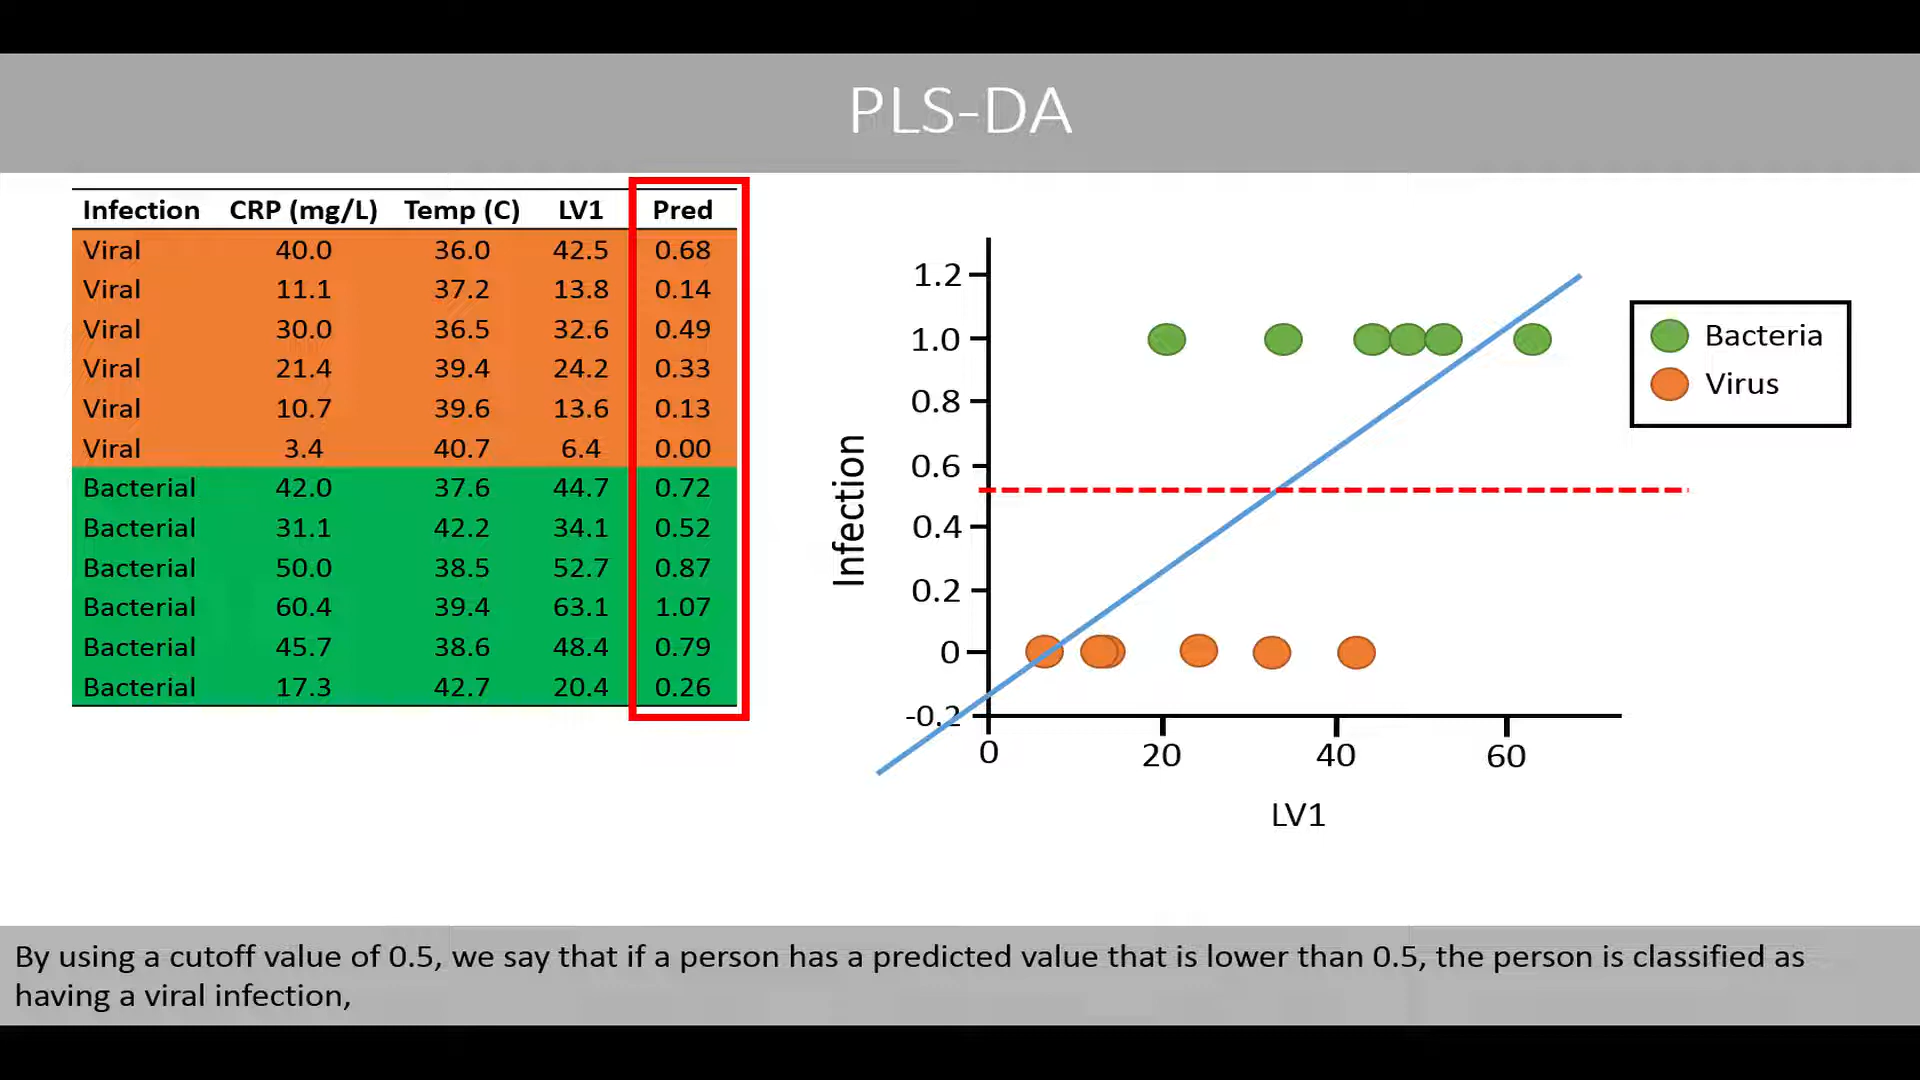 PLS-DA
Infection CRP (mg/L) Temp (C) LV1 Pred
Viral 40.0 36.0 42.5 0.68
Viral 11.1 37.2 13.8 0.14
Viral 30.0 36.5 32.6 0.49
Viral 21.4 39.4 24.2 0.33
Viral 10.7 39.6 13.6 0.13
Viral 3.4 40.7 6.4 0.00
Bacterial 42.0 37.6 44.7 0.72
Bacterial 31.1 42.2 34.1 0.52
Bacterial 50.0 38.5 52.7 0.87
Bacterial 60.4 39.4 63.1 1.07
Bacterial 45.7 38.6 48.4 0.79
Bacterial 17.3 42.7 20.4 0.26
Infection
1.2
1.0
0.8
0.6
0.4
0.2
0
-0.2
0 20 40 60
LV1
Bacteria
Virus
By using a cutoff value of 0.5, we say that if a person has a predicted value that is lower than 0.5, the person is classified as
having a viral infection,